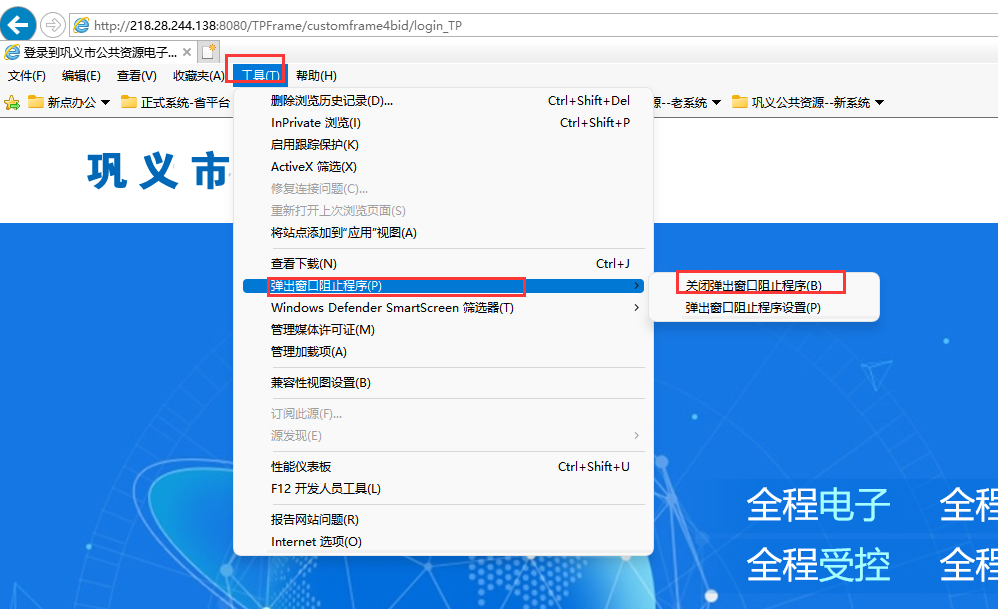 http://218.28.244.138:8080/TPFrame/customframe4bid/login_TP
登录到巩义市公共资源电子...
文件(F) 编辑(E) 查看(V) 收藏夹(A) 工具(T) 帮助(H)
新点办公 正式系统-省平台 源--老系统 巩义公共资源--新系统
巩义市
删除浏览历史记录(D)... Ctrl+Shift+Del
InPrivate 浏览(I) Ctrl+Shift+P
启用跟踪保护(K)
ActiveX 筛选(X)
修复连接问题(C)...
重新打开上次浏览页面(S)
将站点添加到“应用”视图(A)
查看下载(N) Ctrl+J
弹出窗口阻止程序(P)
关闭弹出窗口阻止程序(B)
Windows Defender SmartScreen 筛选器(T)
弹出窗口阻止程序设置(P)
管理媒体许可证(M)
管理加载项(A)
兼容性视图设置(B)
订阅此源(F)...
源发现(E)
性能仪表板 Ctrl+Shift+U
F12 开发人员工具(L)
报告网站问题(R)
Internet 选项(O)
全程电子 全程
全程受控 全程